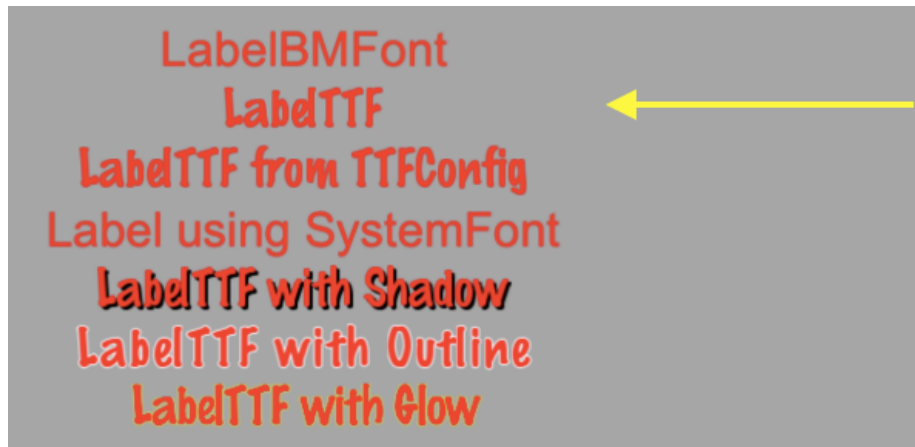 LabelBMFont
LabelTTF
LabelTTF from TTFConfig
Label using SystemFont
LabelTTF with Shadow
LabelTTF with Outline
LabelTTF with Glow